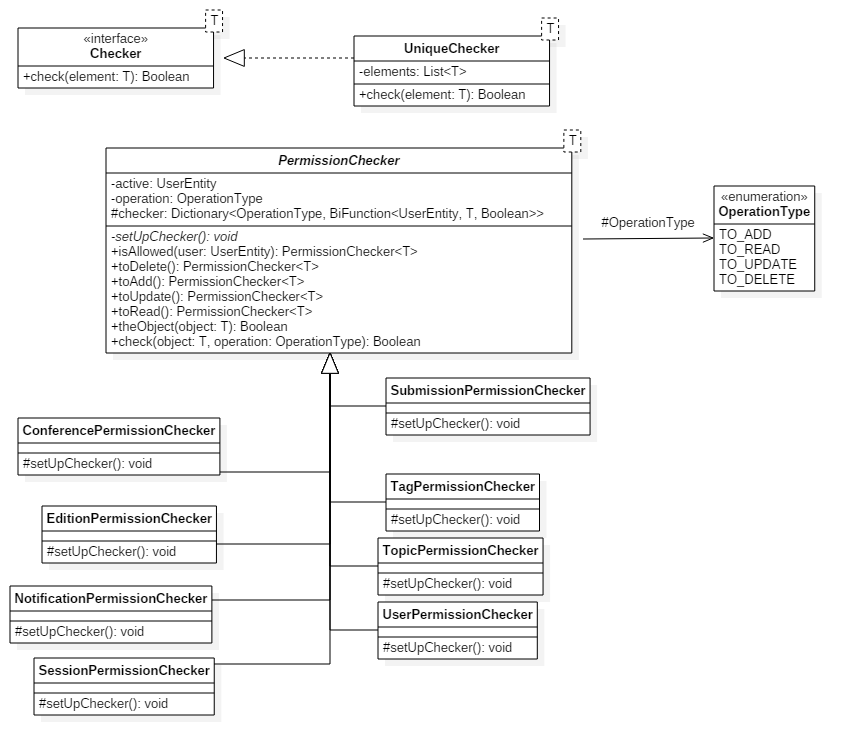 T
«interface»
Checker
+check(element: T): Boolean
T
UniqueChecker
-elements: List<T>
+check(element: T): Boolean
T
PermissionChecker
-active: UserEntity
-operation: OperationType
#checker: Dictionary<OperationType, BiFunction<UserEntity, T, Boolean>>
-setUpChecker(): void
+isAllowed(user: UserEntity): PermissionChecker<T>
+toDelete(): PermissionChecker<T>
+toAdd(): PermissionChecker<T>
+toUpdate(): PermissionChecker<T>
+toRead(): PermissionChecker<T>
+theObject(object: T): Boolean
+check(object: T, operation: OperationType): Boolean
#OperationType
«enumeration»
OperationType
TO_ADD
TO_READ
TO_UPDATE
TO_DELETE
SubmissionPermissionChecker
#setUpChecker(): void
ConferencePermissionChecker
#setUpChecker(): void
TagPermissionChecker
#setUpChecker(): void
EditionPermissionChecker
#setUpChecker(): void
TopicPermissionChecker
#setUpChecker(): void
NotificationPermissionChecker
#setUpChecker(): void
UserPermissionChecker
#setUpChecker(): void
SessionPermissionChecker
#setUpChecker(): void